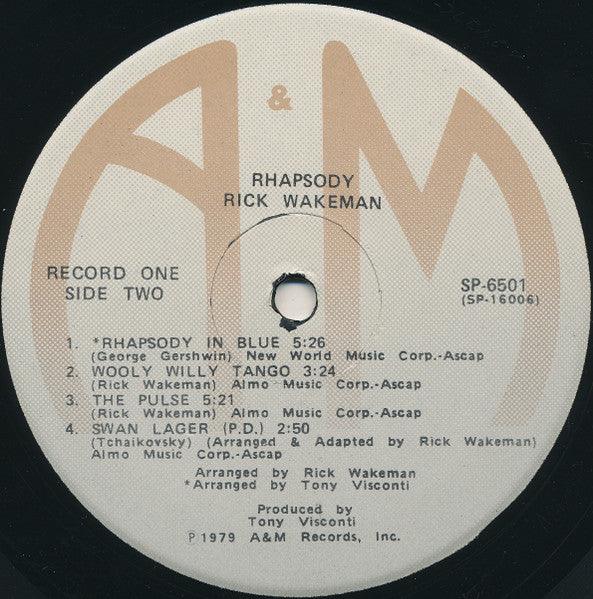 A & M
RHAPSODY
RICK WAKEMAN
RECORD ONE
SIDE TWO
SP-6501
(SP-16006)
1. *RHAPSODY IN BLUE 5:26
(George Gershwin) New World Music Corp.-Ascap
2. WOOLY WILLY TANGO 3:24
(Rick Wakeman) Almo Music Corp.-Ascap
3. THE PULSE 5:21
(Rick Wakeman) Almo Music Corp.-Ascap
4. SWAN LAGER (P.D.) 2:50
(Tchaikovsky) (Arranged & Adapted by Rick Wakeman)
Almo Music Corp.-Ascap
Arranged by Rick Wakeman
*Arranged by Tony Visconti
Produced by
Tony Visconti
℗1979 A&M Records, Inc.